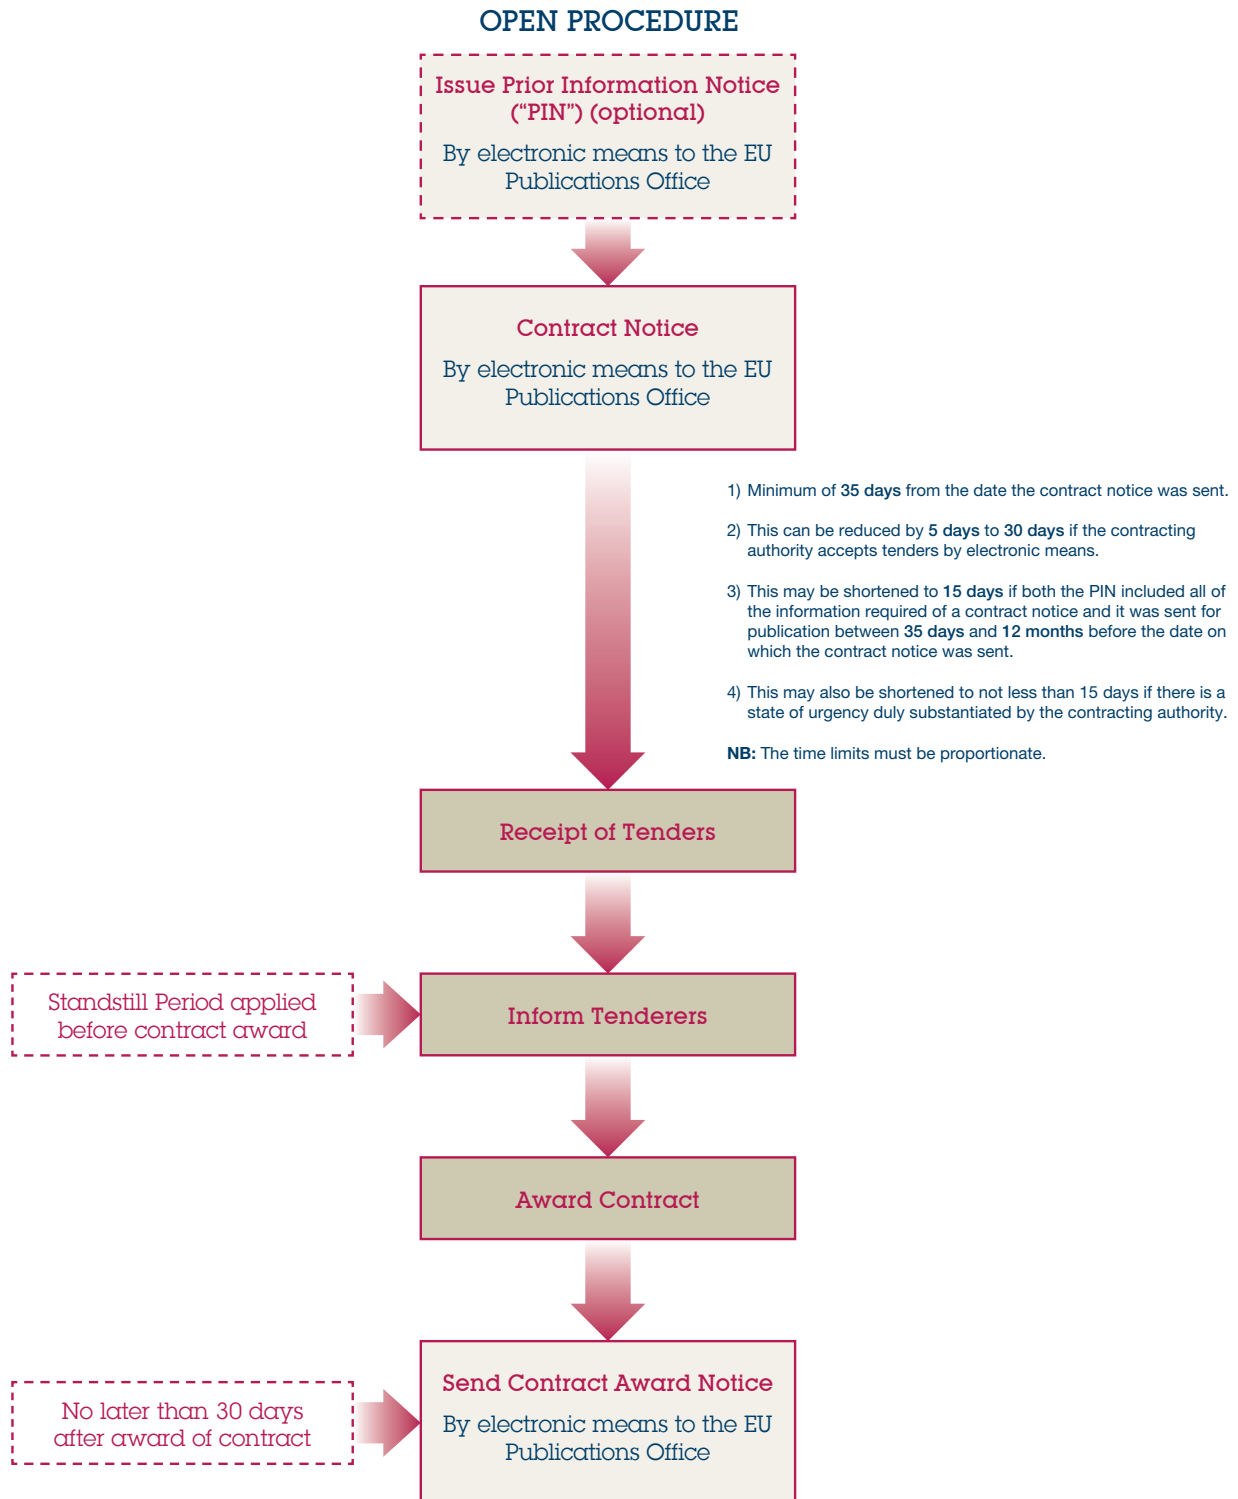 OPEN PROCEDURE
Issue Prior Information Notice
(“PIN”) (optional)
By electronic means to the EU
Publications Office
Contract Notice
By electronic means to the EU
Publications Office
1) Minimum of 35 days from the date the contract notice was sent.
2) This can be reduced by 5 days to 30 days if the contracting
authority accepts tenders by electronic means.
3) This may be shortened to 15 days if both the PIN included all of
the information required of a contract notice and it was sent for
publication between 35 days and 12 months before the date on
which the contract notice was sent.
4) This may also be shortened to not less than 15 days if there is a
state of urgency duly substantiated by the contracting authority.
NB: The time limits must be proportionate.
Receipt of Tenders
Standstill Period applied
before contract award
Inform Tenderers
Award Contract
No later than 30 days
after award of contract
Send Contract Award Notice
By electronic means to the EU
Publications Office